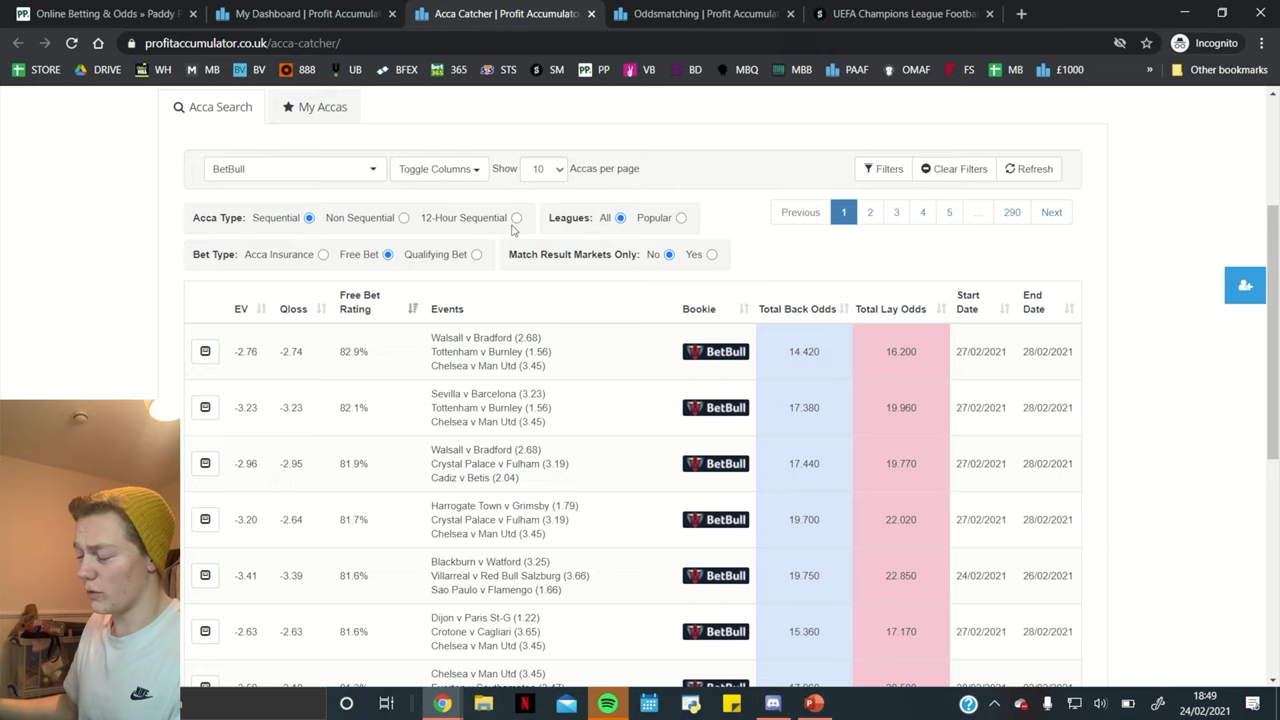 PP. Online Betting & Odds » Paddy P × My Dashboard | Profit Accumulator × Acca Catcher | Profit Accumulator × Oddsmatching | Profit Accumulator × UEFA Champions League Footba ×
profitaccumulator.co.uk/acca-catcher/ Incognito
STORE DRIVE WH MB BV BV 888 UB BFEX 365 STS SM PP. PP VB BD MBQ MBB PAAF OMAF FS MB £1000 » Other bookmarks
Acca Search My Accas
BetBull Toggle Columns Show 10 Accas per page Filters Clear Filters Refresh
Acca Type: Sequential Non Sequential 12-Hour Sequential Leagues: All Popular Previous 1 2 3 4 5 ... 290 Next
Bet Type: Acca Insurance Free Bet Qualifying Bet Match Result Markets Only: No Yes
EV Qloss Free Bet Rating Events Bookie Total Back Odds Total Lay Odds Start Date End Date
Walsall v Bradford (2.68)
-2.76 -2.74 82.9% Tottenham v Burnley (1.56) BetBull 14.420 16.200 27/02/2021 28/02/2021
Chelsea v Man Utd (3.45)
Sevilla v Barcelona (3.23)
-3.23 -3.23 82.1% Tottenham v Burnley (1.56) BetBull 17.380 19.960 27/02/2021 28/02/2021
Chelsea v Man Utd (3.45)
Walsall v Bradford (2.68)
-2.96 -2.95 81.9% Crystal Palace v Fulham (3.19) BetBull 17.440 19.770 27/02/2021 28/02/2021
Cadiz v Betis (2.04)
Harrogate Town v Grimsby (1.79)
-3.20 -2.64 81.7% Crystal Palace v Fulham (3.19) BetBull 19.700 22.020 27/02/2021 28/02/2021
Chelsea v Man Utd (3.45)
Blackburn v Watford (3.25)
-3.41 -3.39 81.6% Villarreal v Red Bull Salzburg (3.66) BetBull 19.750 22.850 24/02/2021 26/02/2021
Sao Paulo v Flamengo (1.66)
Dijon v Paris St-G (1.22)
-2.63 -2.63 81.6% Crotone v Cagliari (3.65) BetBull 15.360 17.170 27/02/2021 28/02/2021
Chelsea v Man Utd (3.45)
Chelsea v Man Utd (3.45)
18:49
24/02/2021